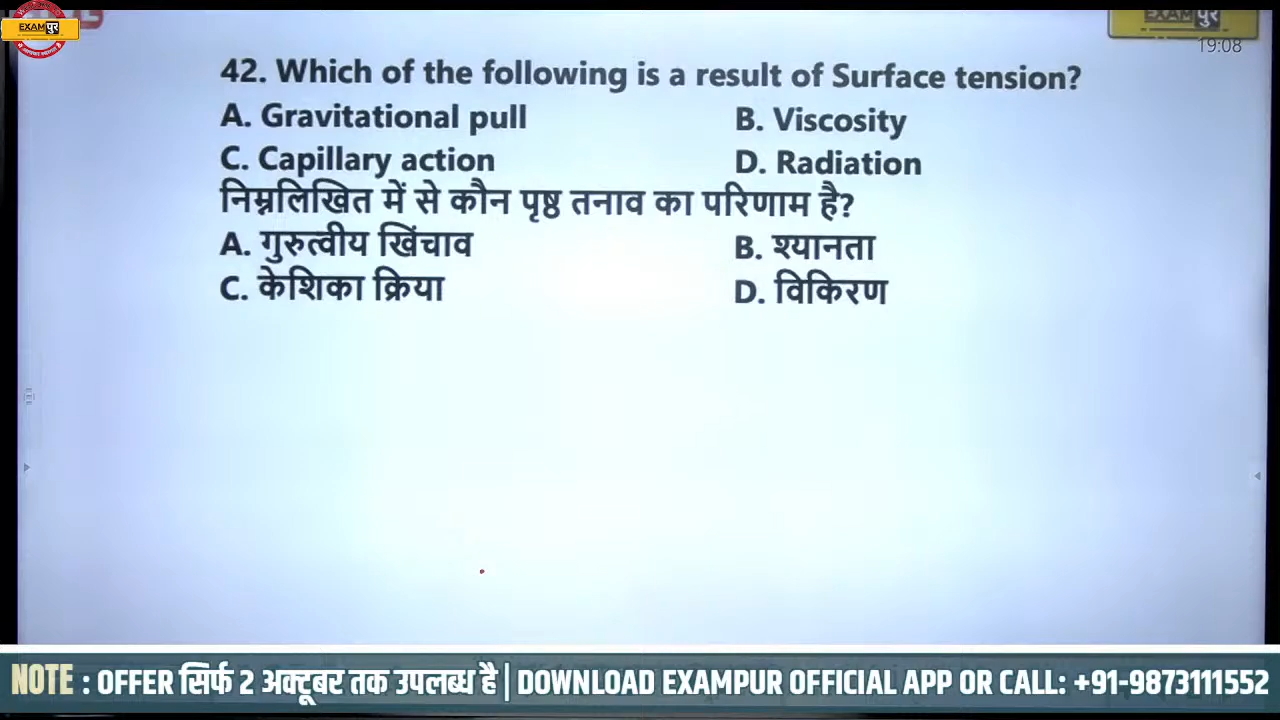 EXAMपुर
EXAMपुर
19:08
42. Which of the following is a result of Surface tension?
A. Gravitational pull B. Viscosity
C. Capillary action D. Radiation
निम्नलिखित में से कौन पृष्ठ तनाव का परिणाम है?
A. गुरुत्वीय खिंचाव B. श्यानता
C. केशिका क्रिया D. विकिरण
NOTE : OFFER सिर्फ 2 अक्टूबर तक उपलब्ध है | DOWNLOAD EXAMPUR OFFICIAL APP OR CALL: +91-9873111552